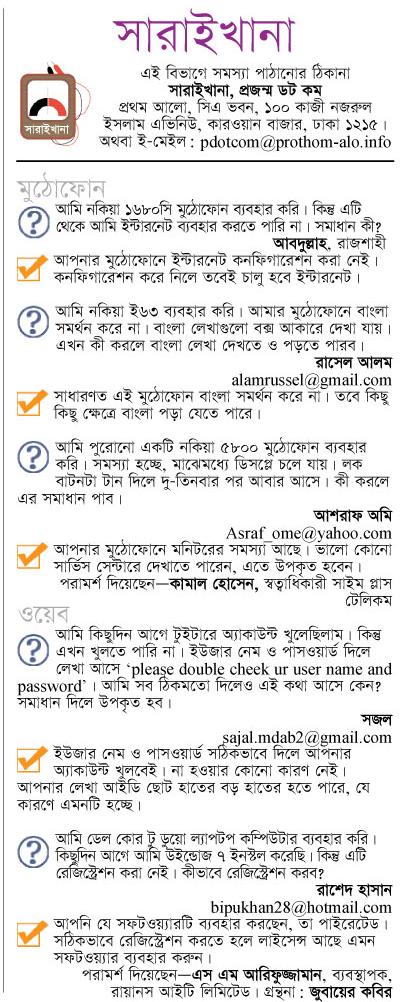 সারাইখানা
এই বিভাগে সমস্যা পাঠানোর ঠিকানা
সারাইখানা, প্রজন্ম ডট কম
প্রথম আলো, সিএ ভবন, ১০০ কাজী নজরুল
ইসলাম এভিনিউ, কারওয়ান বাজার, ঢাকা ১২১৫।
অথবা ই-মেইল : pdotcom@prothom-alo.info
সারাইখানা
মুঠোফোন
আমি নকিয়া ১৬৮০সি মুঠোফোন ব্যবহার করি। কিন্তু এটি
থেকে আমি ইন্টারনেট ব্যবহার করতে পারি না। সমাধান কী?
আবদুল্লাহ, রাজশাহী
আপনার মুঠোফোনে ইন্টারনেট কনফিগারেশন করা নেই।
কনফিগারেশন করে নিলে তবেই চালু হবে ইন্টারনেট।
আমি নকিয়া ই৬৩ ব্যবহার করি। আমার মুঠোফোনে বাংলা
সমর্থন করে না। বাংলা লেখাগুলো বক্স আকারে দেখা যায়।
এখন কী করলে বাংলা লেখা দেখতে ও পড়তে পারব।
রাসেল আলম
alamrussel@gmail.com
সাধারণত এই মুঠোফোন বাংলা সমর্থন করে না। তবে কিছু
কিছু ক্ষেত্রে বাংলা পড়া যেতে পারে।
আমি পুরোনো একটি নকিয়া ৫৮০০ মুঠোফোন ব্যবহার
করি। সমস্যা হচ্ছে, মাঝেমধ্যে ডিসপ্লে চলে যায়। লক
বাটনটা টান দিলে দু-তিনবার পর আবার আসে। কী করলে
এর সমাধান পাব।
আশরাফ অমি
Asraf_ome@yahoo.com
আপনার মুঠোফোনে মনিটরের সমস্যা আছে। ভালো কোনো
সার্ভিস সেন্টারে দেখাতে পারেন, এতে উপকৃত হবেন।
পরামর্শ দিয়েছেন—কামাল হোসেন, স্বত্বাধিকারী সাইম প্লাস
টেলিকম
ওয়েব
আমি কিছুদিন আগে টুইটারে অ্যাকাউন্ট খুলেছিলাম। কিন্তু
এখন খুলতে পারি না। ইউজার নেম ও পাসওয়ার্ড দিলে
লেখা আসে ‘please double cheek ur user name and
password’। আমি সব ঠিকমতো দিলেও এই কথা আসে কেন?
সমাধান দিলে উপকৃত হব।
সজল
sajal.mdab2@gmail.com
ইউজার নেম ও পাসওয়ার্ড সঠিকভাবে দিলে আপনার
অ্যাকাউন্ট খুলবেই। না হওয়ার কোনো কারণ নেই।
আপনার লেখা আইডি ছোট হাতের বড় হাতের হতে পারে, যে
কারণে এমনটি হচ্ছে।
আমি ডেল কোর টু ডুয়ো ল্যাপটপ কম্পিউটার ব্যবহার করি।
কিছুদিন আগে আমি উইন্ডোজ ৭ ইনস্টল করেছি। কিন্তু এটি
রেজিস্ট্রেশন করা নেই। কীভাবে রেজিস্ট্রেশন করব?
রাশেদ হাসান
bipukhan28@hotmail.com
আপনি যে সফটওয়্যারটি ব্যবহার করছেন, তা পাইরেটেড।
সঠিকভাবে রেজিস্ট্রেশন করতে হলে লাইসেন্স আছে এমন
সফটওয়্যার ব্যবহার করুন।
পরামর্শ দিয়েছেন—এস এম আরিফুজ্জামান, ব্যবস্থাপক,
রায়ানস আইটি লিমিটেড। গ্রন্থনা : জুবায়ের কবির